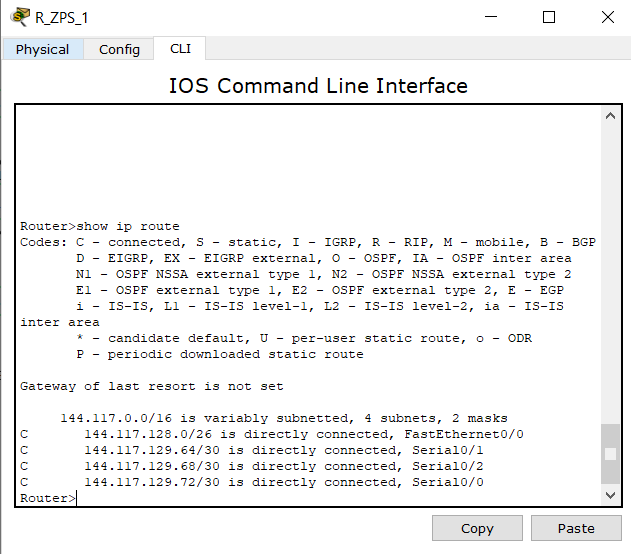 R_ZPS_1
Physical Config CLI
IOS Command Line Interface
Router>show ip route
Codes: C - connected, S - static, I - IGRP, R - RIP, M - mobile, B - BGP
D - EIGRP, EX - EIGRP external, O - OSPF, IA - OSPF inter area
N1 - OSPF NSSA external type 1, N2 - OSPF NSSA external type 2
E1 - OSPF external type 1, E2 - OSPF external type 2, E - EGP
i - IS-IS, L1 - IS-IS level-1, L2 - IS-IS level-2, ia - IS-IS
inter area
* - candidate default, U - per-user static route, o - ODR
P - periodic downloaded static route
Gateway of last resort is not set
144.117.0.0/16 is variably subnetted, 4 subnets, 2 masks
C 144.117.128.0/26 is directly connected, FastEthernet0/0
C 144.117.129.64/30 is directly connected, Serial0/1
C 144.117.129.68/30 is directly connected, Serial0/2
C 144.117.129.72/30 is directly connected, Serial0/0
Router>
Copy Paste